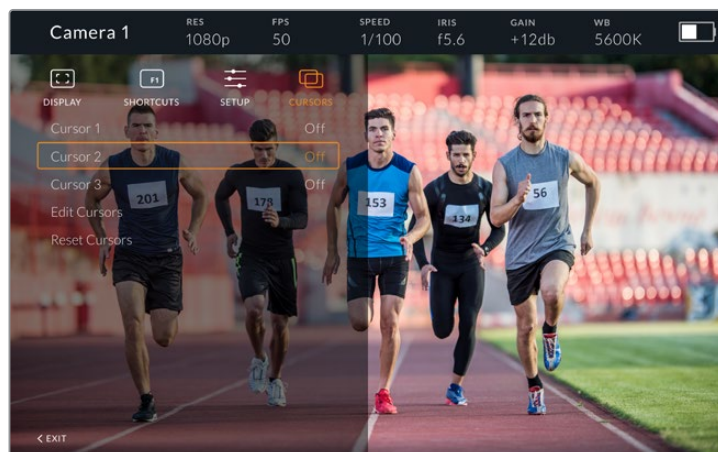 Camera 1
RES
1080p
FPS
50
SPEED
1/100
IRIS
f5.6
GAIN
+12db
WB
5600K
DISPLAY
F1
SHORTCUTS
SETUP
CURSORS
Cursor 1 Off
Cursor 2 Off
Cursor 3 Off
Edit Cursors
Reset Cursors
201
178
153
134
56
< EXIT